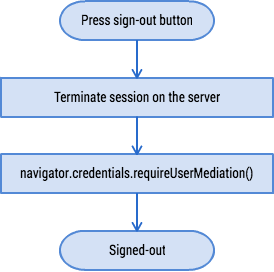 Press sign-out button
Terminate session on the server
navigator.credentials.requireUserMediation()
Signed-out